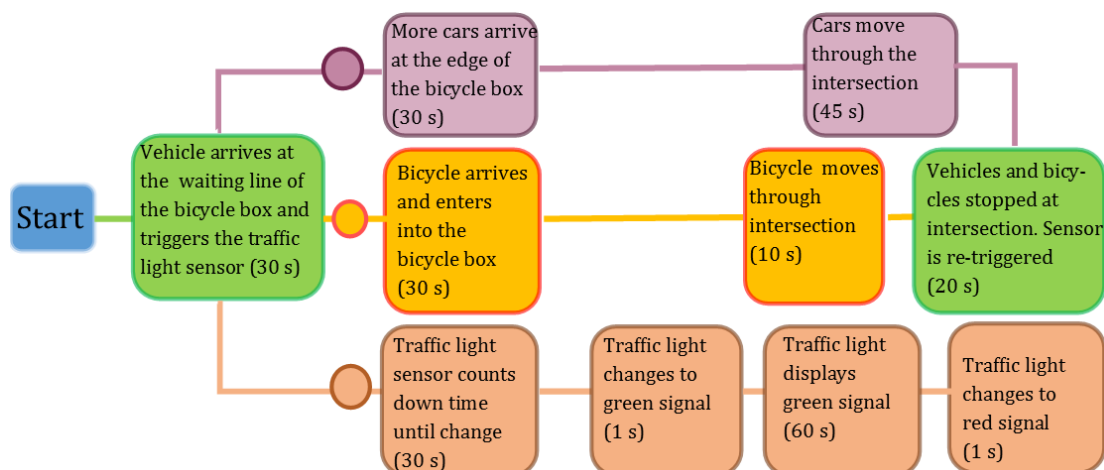 More cars arrive
at the edge of
the bicycle box
(30 s)
Cars move
through the
intersection
(45 s)
Start
Vehicle arrives at
the waiting line of
the bicycle box and
triggers the traffic
light sensor (30 s)
Bicycle arrives
and enters
into the
bicycle box
(30 s)
Bicycle moves
through
intersection
(10 s)
Vehicles and bicy-
cles stopped at
intersection. Sensor
is re-triggered
(20 s)
Traffic light
sensor counts
down time
until change
(30 s)
Traffic light
changes to
green signal
(1 s)
Traffic light
displays
green signal
(60 s)
Traffic light
changes to
red signal
(1 s)